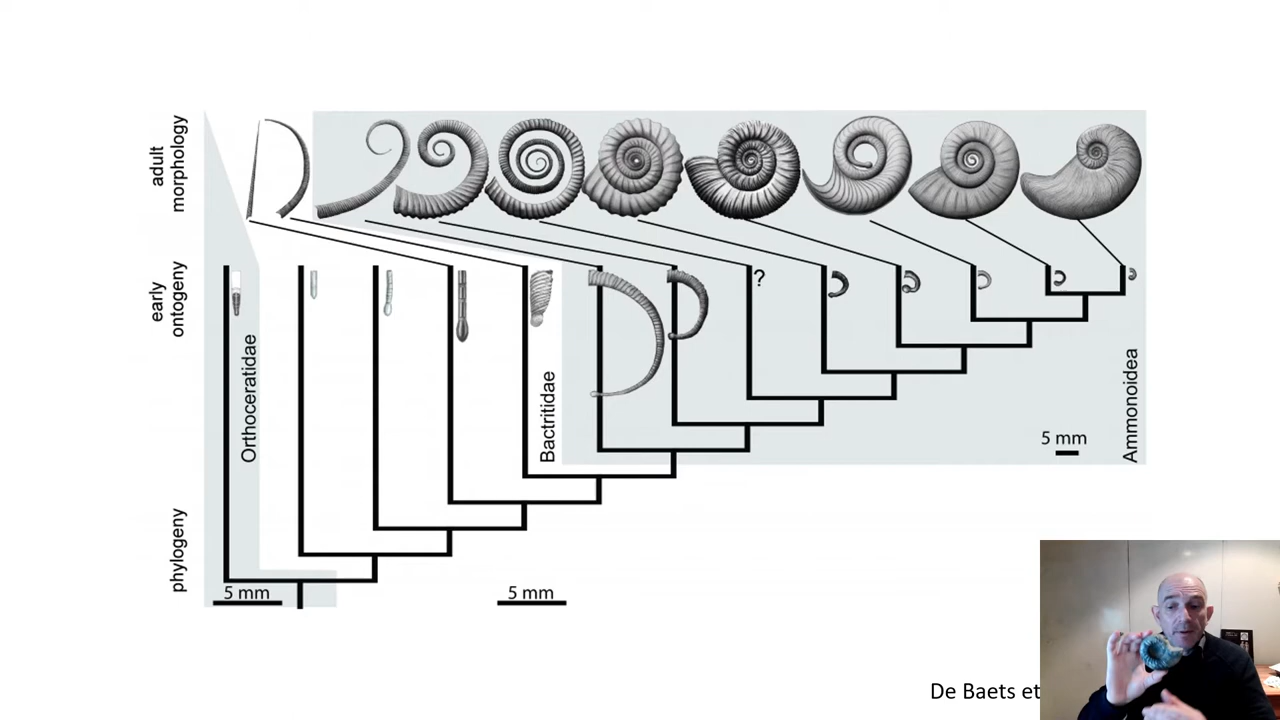 adult
morphology
early
ontogeny
phylogeny
Orthoceratidae
Bactritidae
Ammonoidea
?
5 mm
5 mm
5 mm
De Baets et